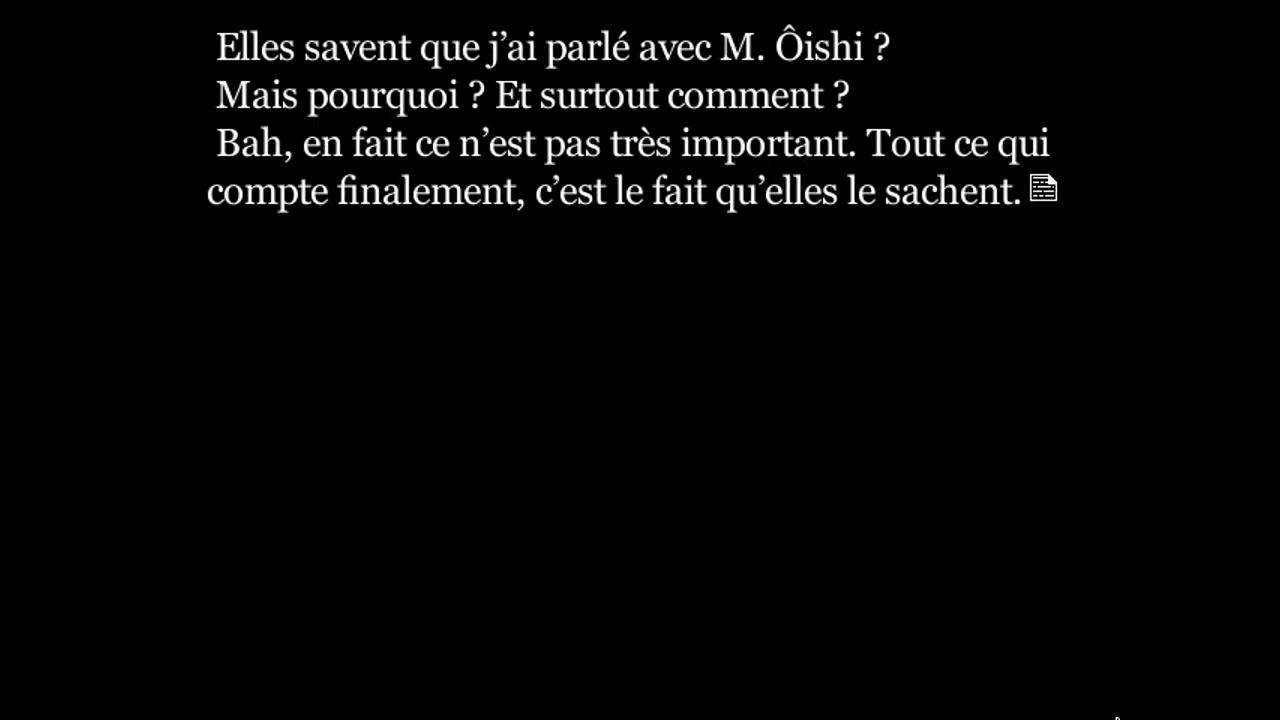 Elles savent que j’ai parlé avec M. Ôishi ?
Mais pourquoi ? Et surtout comment ?
Bah, en fait ce n’est pas très important. Tout ce qui
compte finalement, c’est le fait qu’elles le sachent.